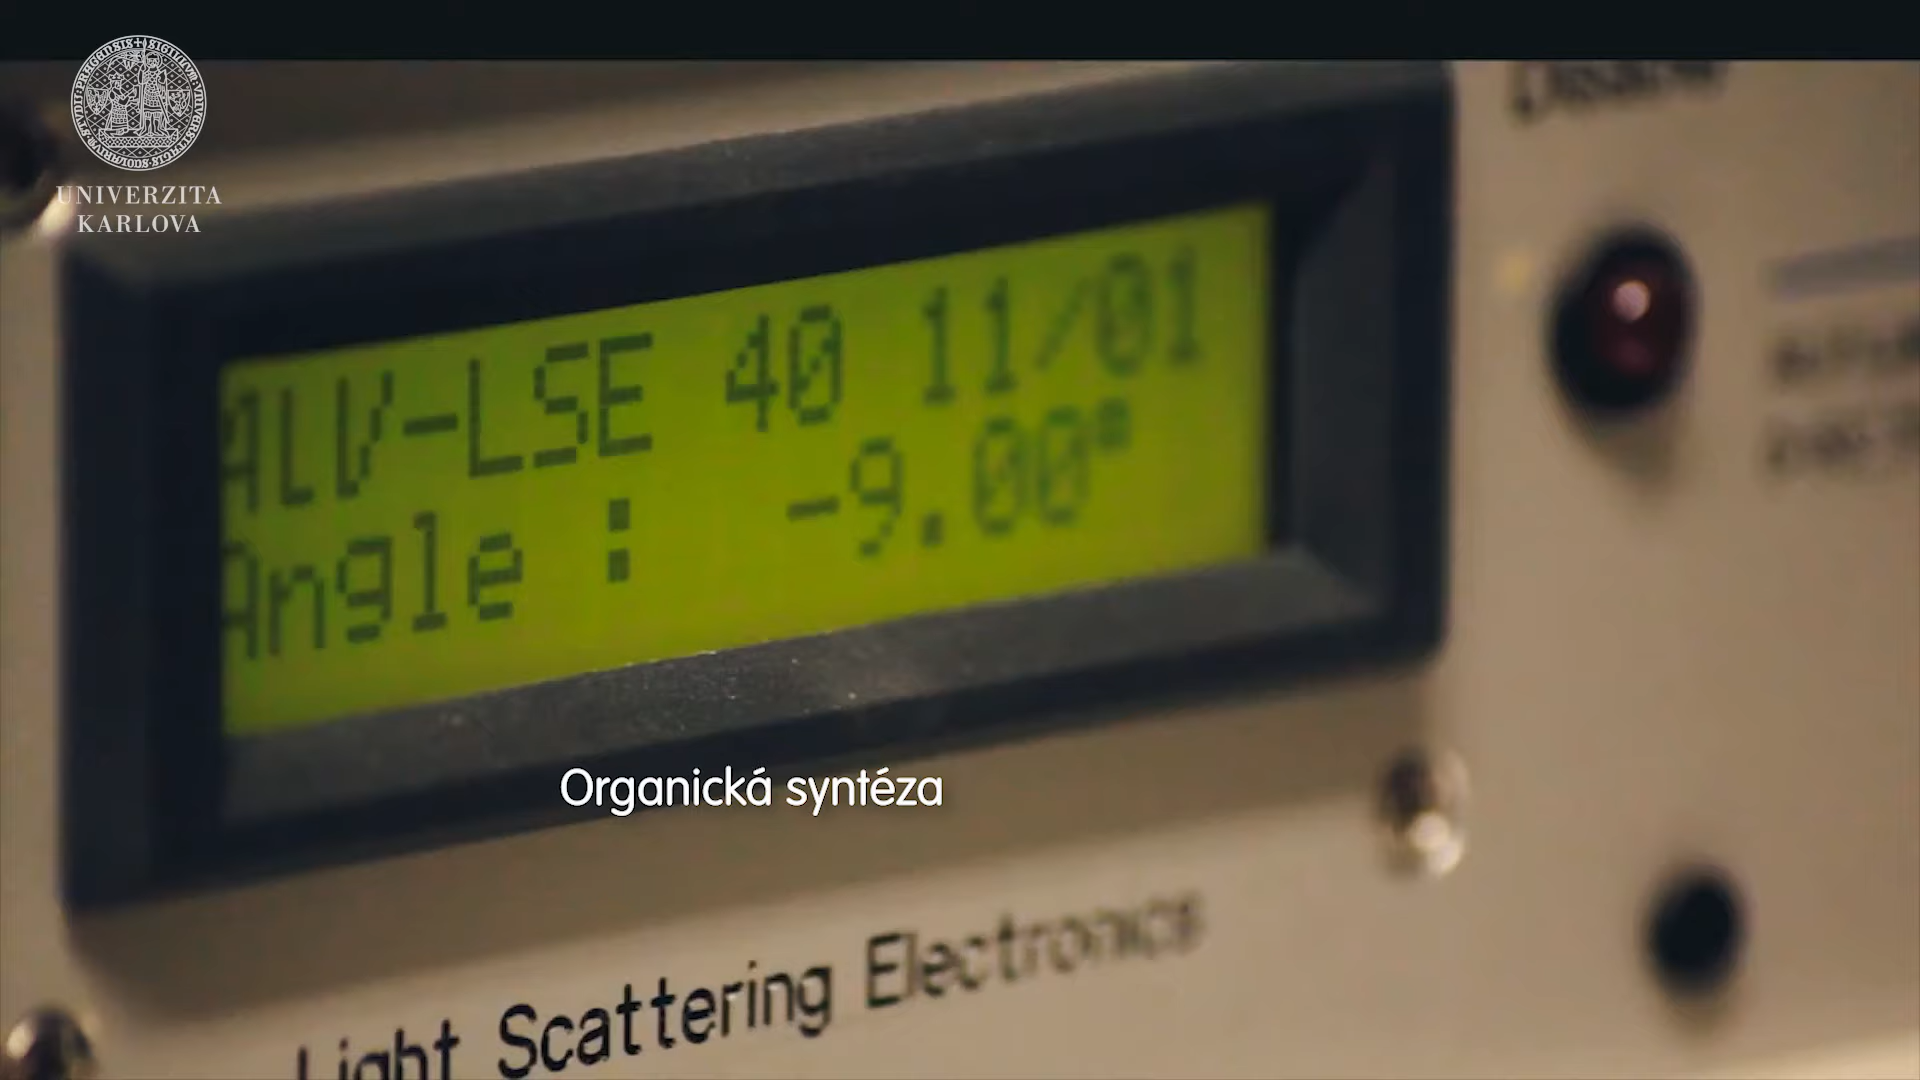 UNIVERZITA
KARLOVA
ALV-LSE 40 11/01
Angle : -9.00°
Organická syntéza
Light Scattering Electronics